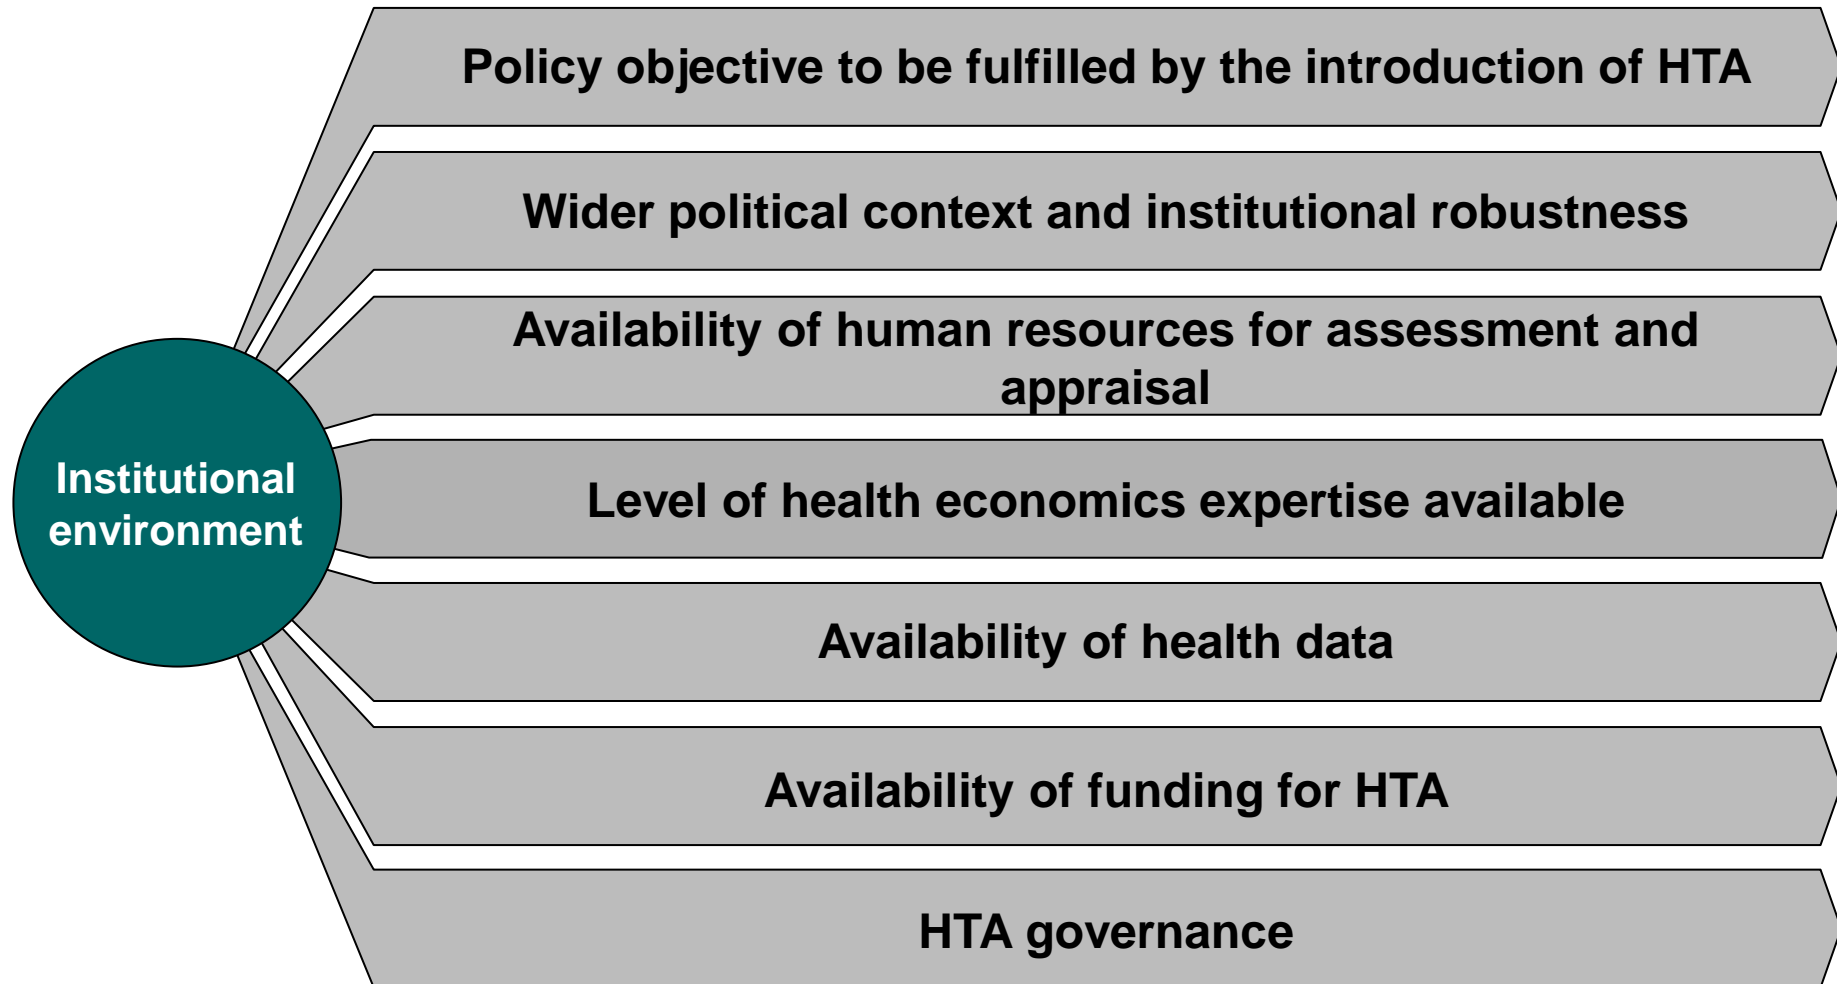 Policy objective to be fulfilled by the introduction of HTA
Wider political context and institutional robustness
Availability of human resources for assessment and
appraisal
Institutional
environment
Level of health economics expertise available
Availability of health data
Availability of funding for HTA
HTA governance